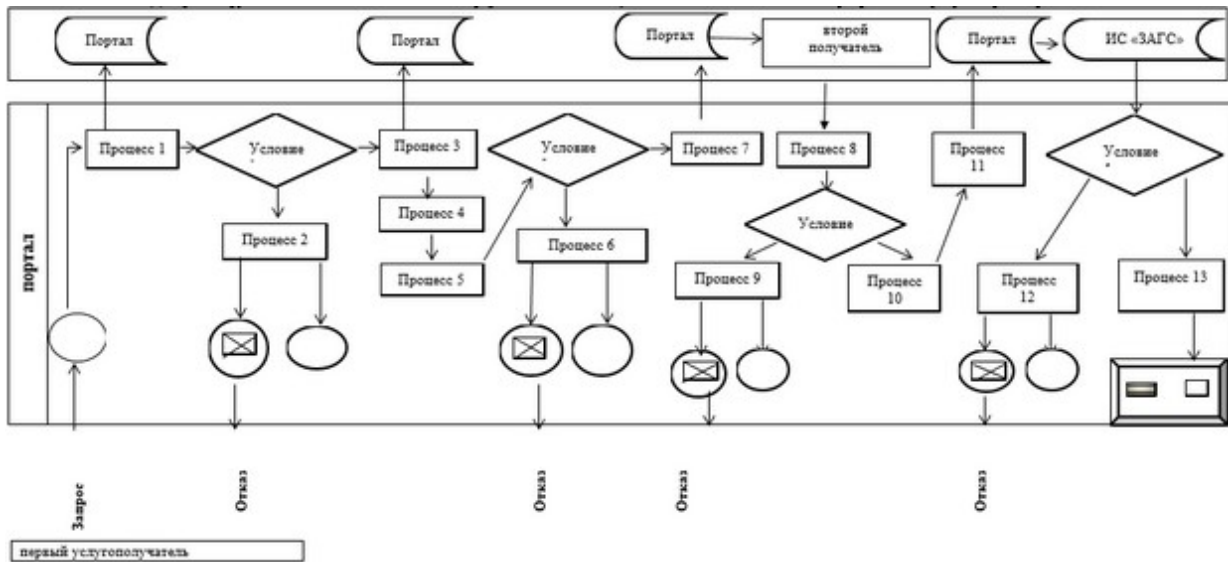 Портал
Портал
Портал
второй
получатель
Портал
ИС «ЗАГС»
портал
Процесс 1
Условие
Процесс 3
Условие
Процесс 7
Процесс 8
Процесс
11
Условие
Процесс 4
Процесс 2
Процесс 6
Условие
Процесс 5
Процесс 9
Процесс
10
Процесс
12
Процесс 13
Запрос
Отказ
Отказ
Отказ
Отказ
первый услугополучатель